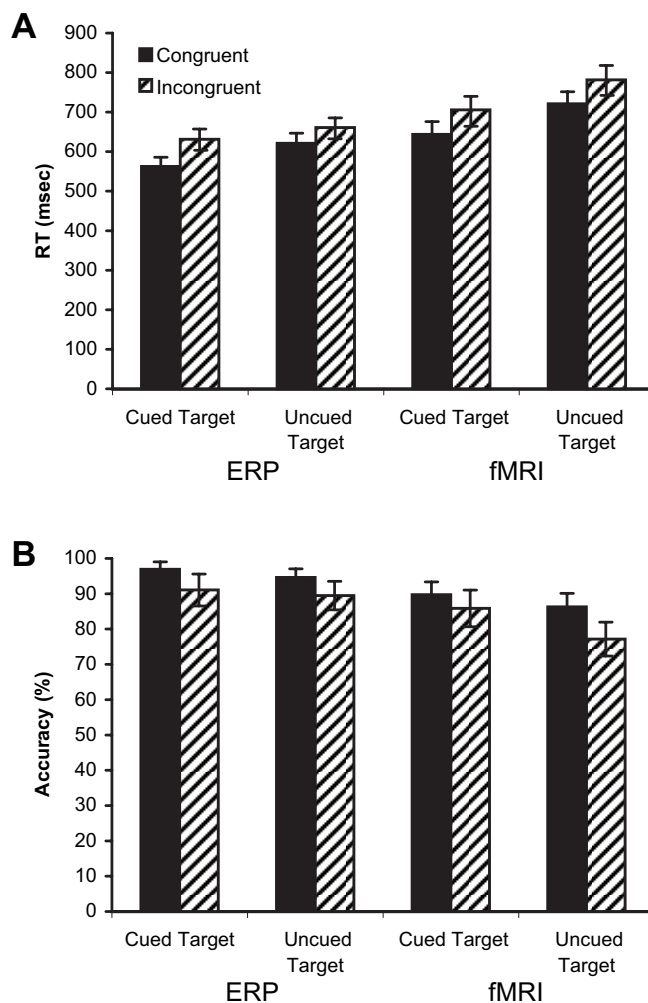 A
900
800
700
600
500
400
300
200
100
0
RT (msec)
Congruent
Incongruent
Cued Target
Uncued
Target
Cued Target
Uncued
Target
ERP
fMRI
B
100
90
80
70
60
50
40
30
20
10
0
Accuracy (%)
Cued Target
Uncued
Target
Cued Target
Uncued
Target
ERP
fMRI